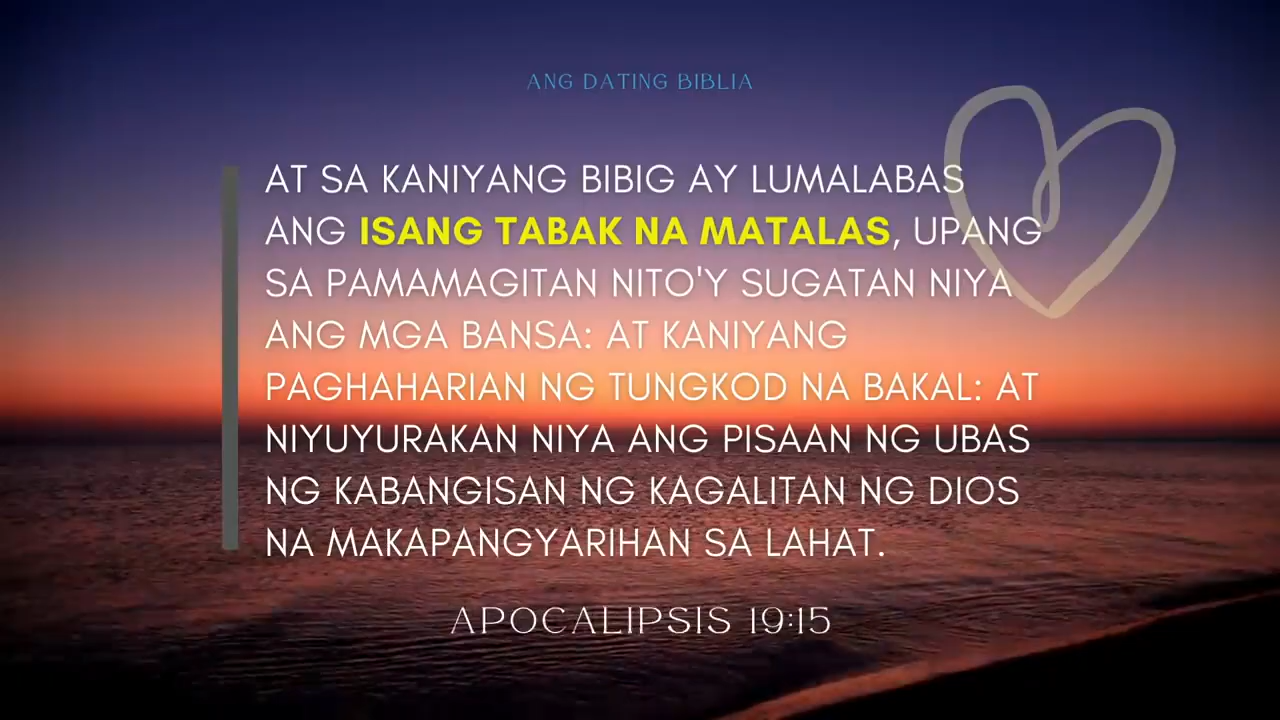 ANG DATING BIBLIA
AT SA KANIYANG BIBIG AY LUMALABAS
ANG ISANG TABAK NA MATALAS, UPANG
SA PAMAMAGITAN NITO'Y SUGATAN NIYA
ANG MGA BANSA: AT KANIYANG
PAGHAHARIAN NG TUNGKOD NA BAKAL: AT
NIYUYURAKAN NIYA ANG PISAAN NG UBAS
NG KABANGISAN NG KAGALITAN NG DIOS
NA MAKAPANGYARIHAN SA LAHAT.
APOCALIPSIS 19:15